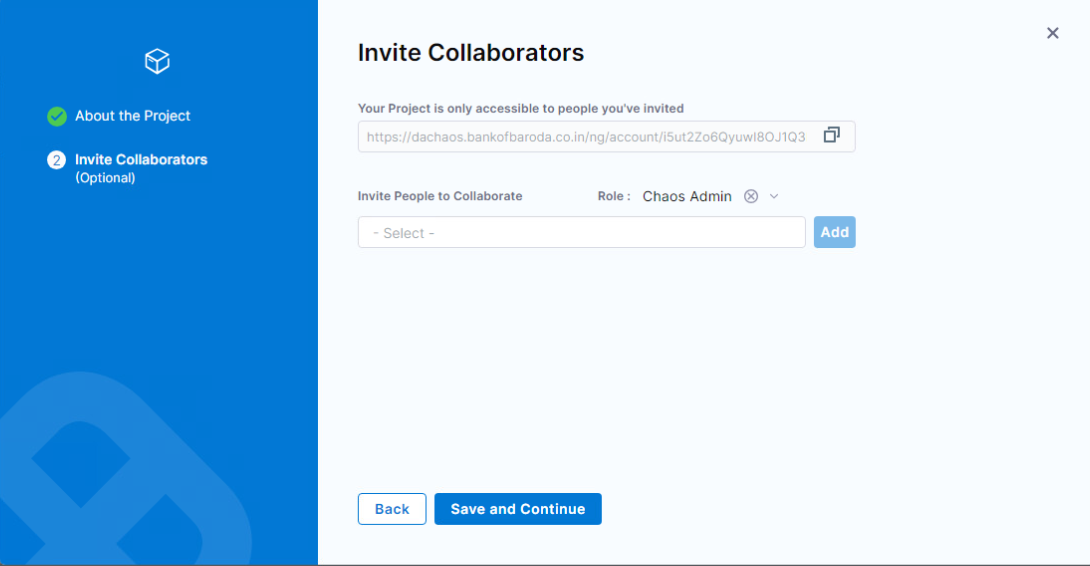 About the Project
2 Invite Collaborators
(Optional)
Invite Collaborators
Your Project is only accessible to people you've invited
https://dachaos.bankofbaroda.co.in/ng/account/i5ut2Zo6QyuwI8OJ1Q3
Invite People to Collaborate Role : Chaos Admin
- Select - Add
Back Save and Continue